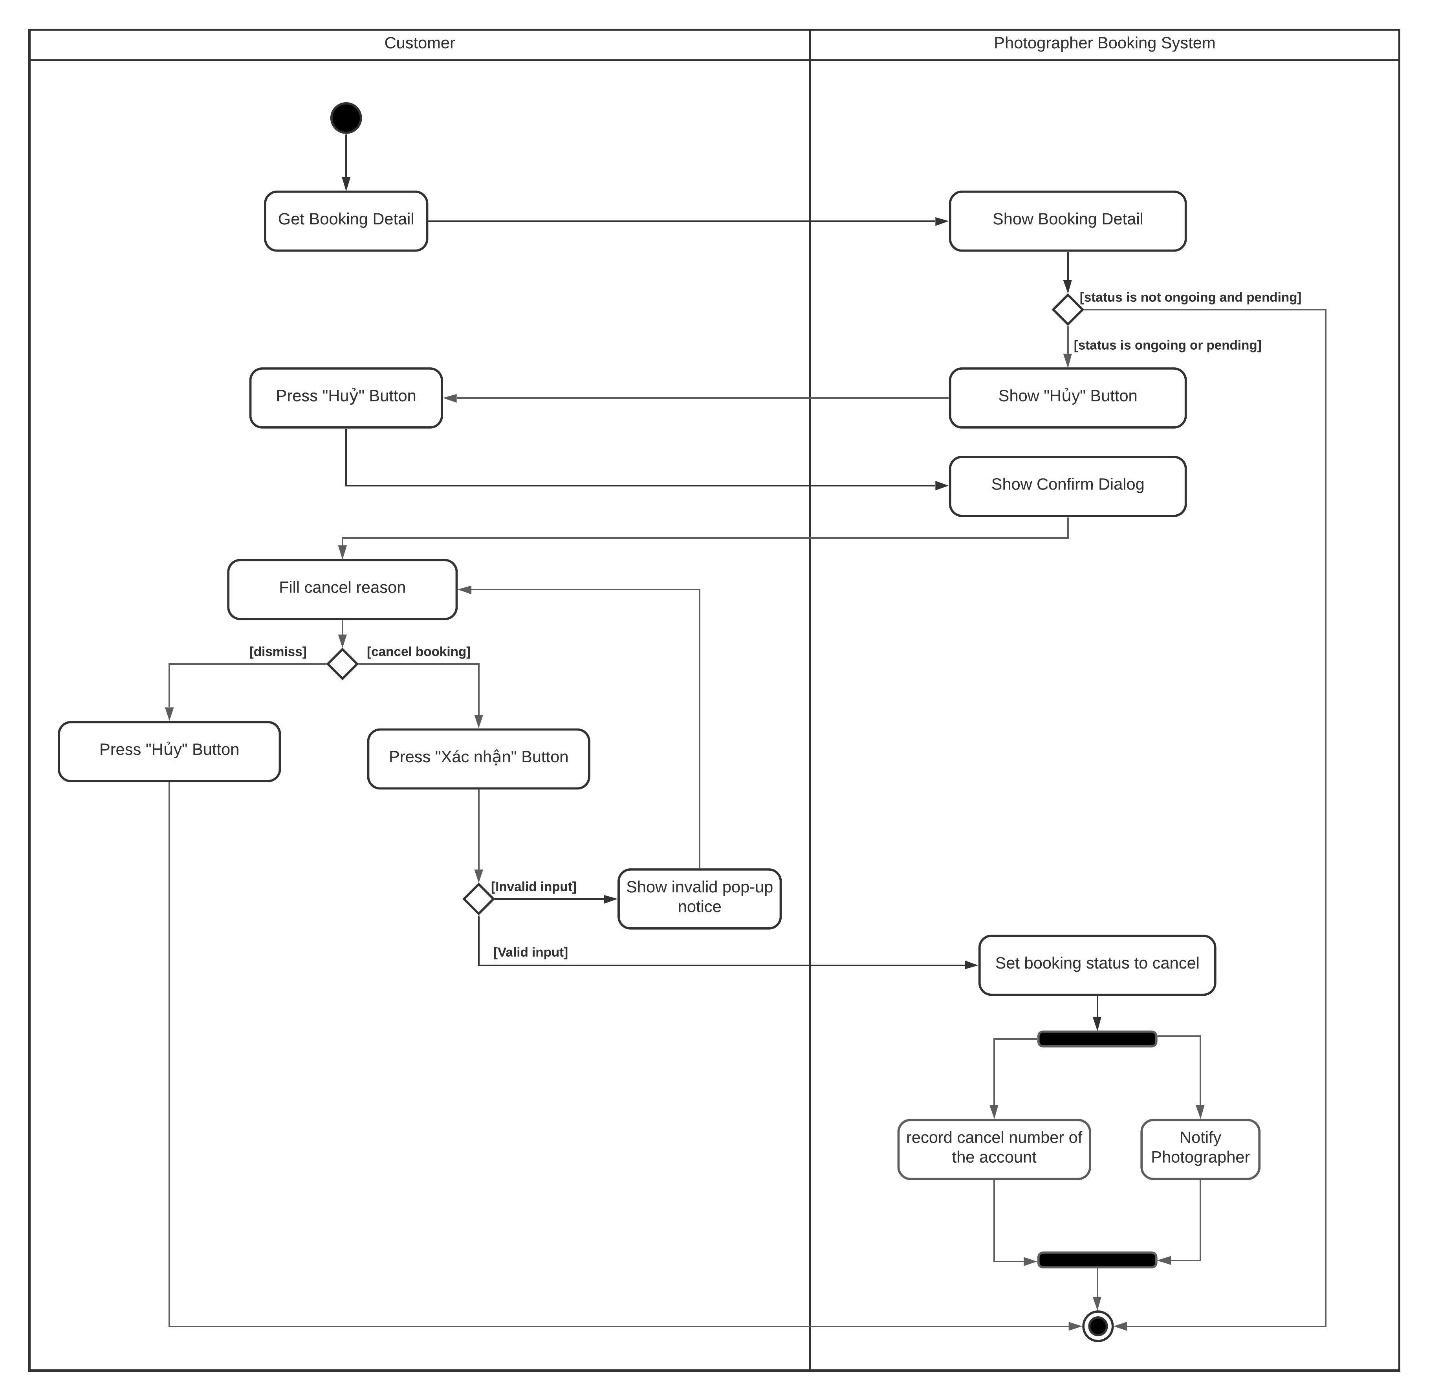 Customer
Photographer Booking System
Get Booking Detail
Show Booking Detail
[status is not ongoing and pending]
[status is ongoing or pending]
Press "Huỷ" Button
Show "Hủy" Button
Show Confirm Dialog
Fill cancel reason
[dismiss]
[cancel booking]
Press "Hủy" Button
Press "Xác nhận" Button
[Invalid input]
Show invalid pop-up
notice
[Valid input]
Set booking status to cancel
record cancel number of
the account
Notify
Photographer